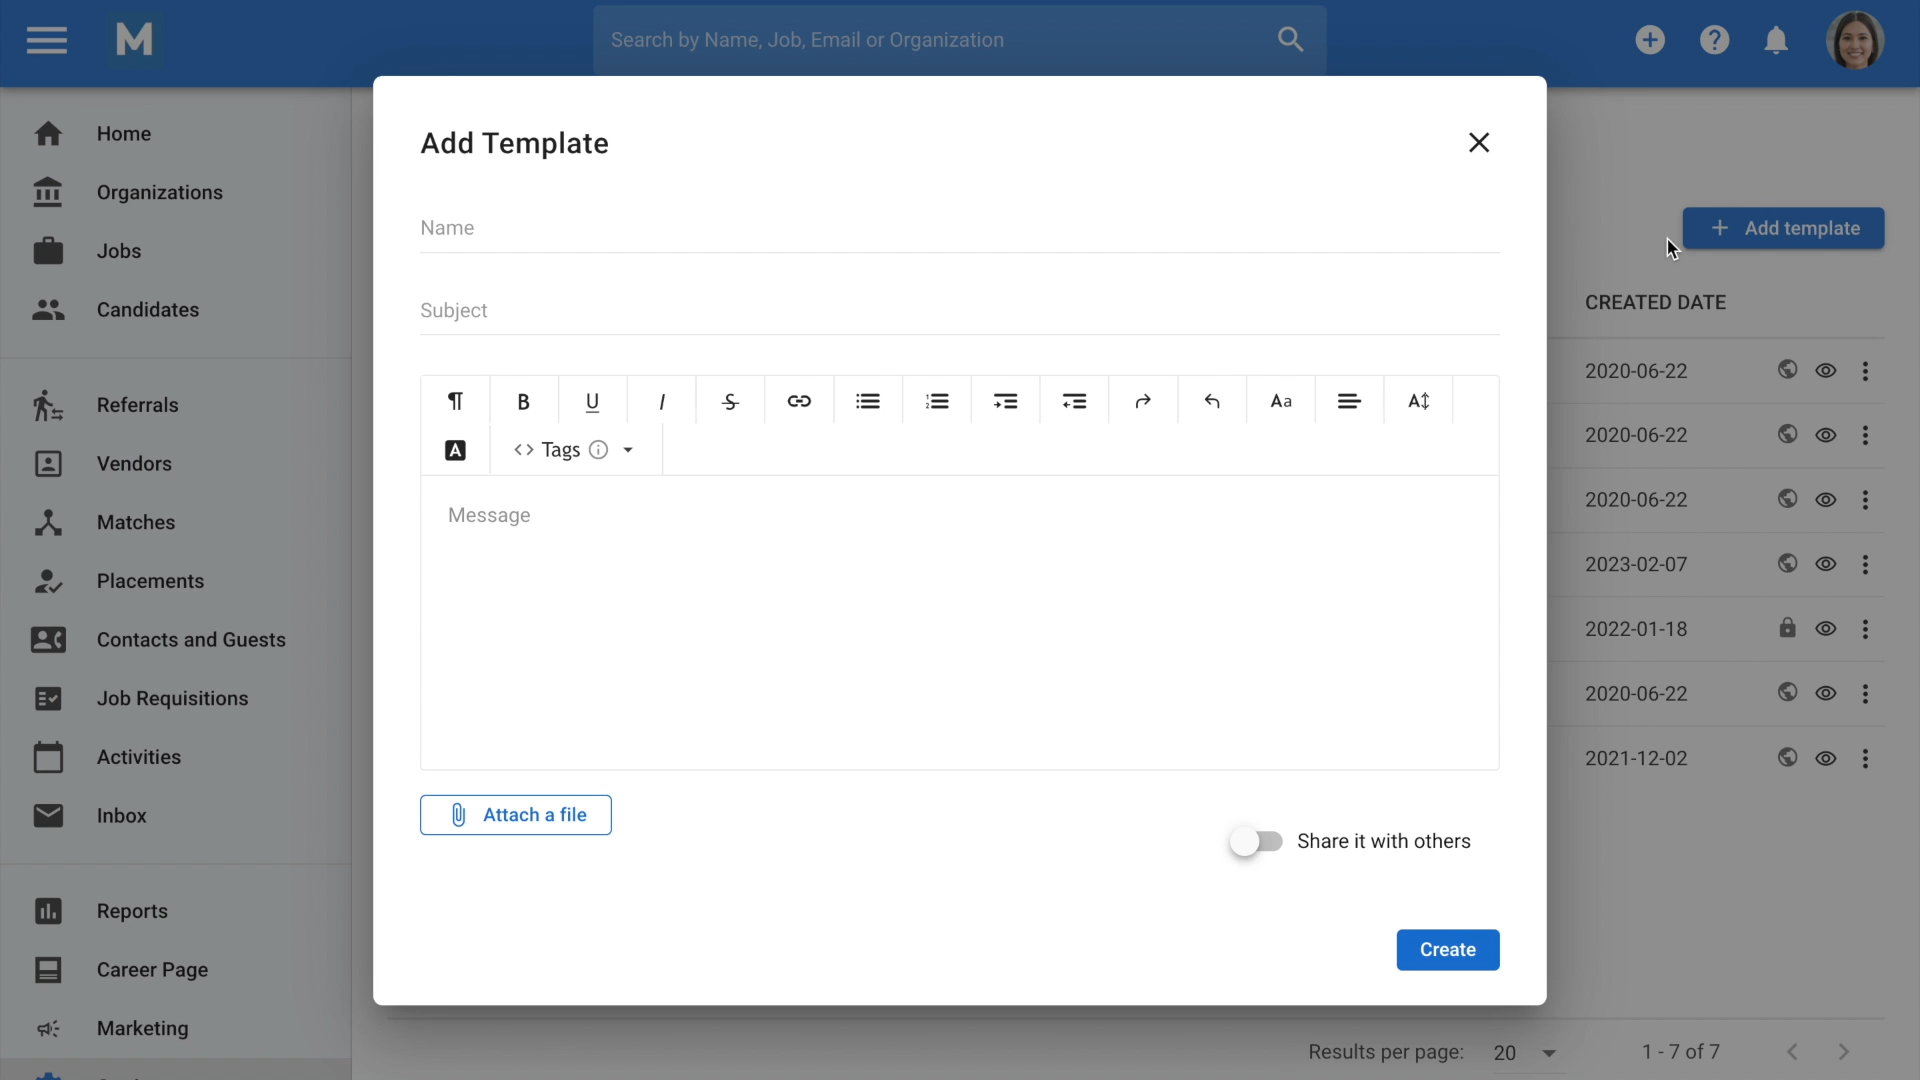 M
Search by Name, Job, Email or Organization
Home
Organizations
Jobs
Candidates
Referrals
Vendors
Matches
Placements
Contacts and Guests
Job Requisitions
Activities
Inbox
Reports
Career Page
Marketing
Add Template
Name
Subject
B U I S Aa A
A <> Tags
Message
Attach a file
Share it with others
Create
+ Add template
CREATED DATE
2020-06-22
2020-06-22
2020-06-22
2023-02-07
2022-01-18
2020-06-22
2021-12-02
Results per page: 20 1 - 7 of 7